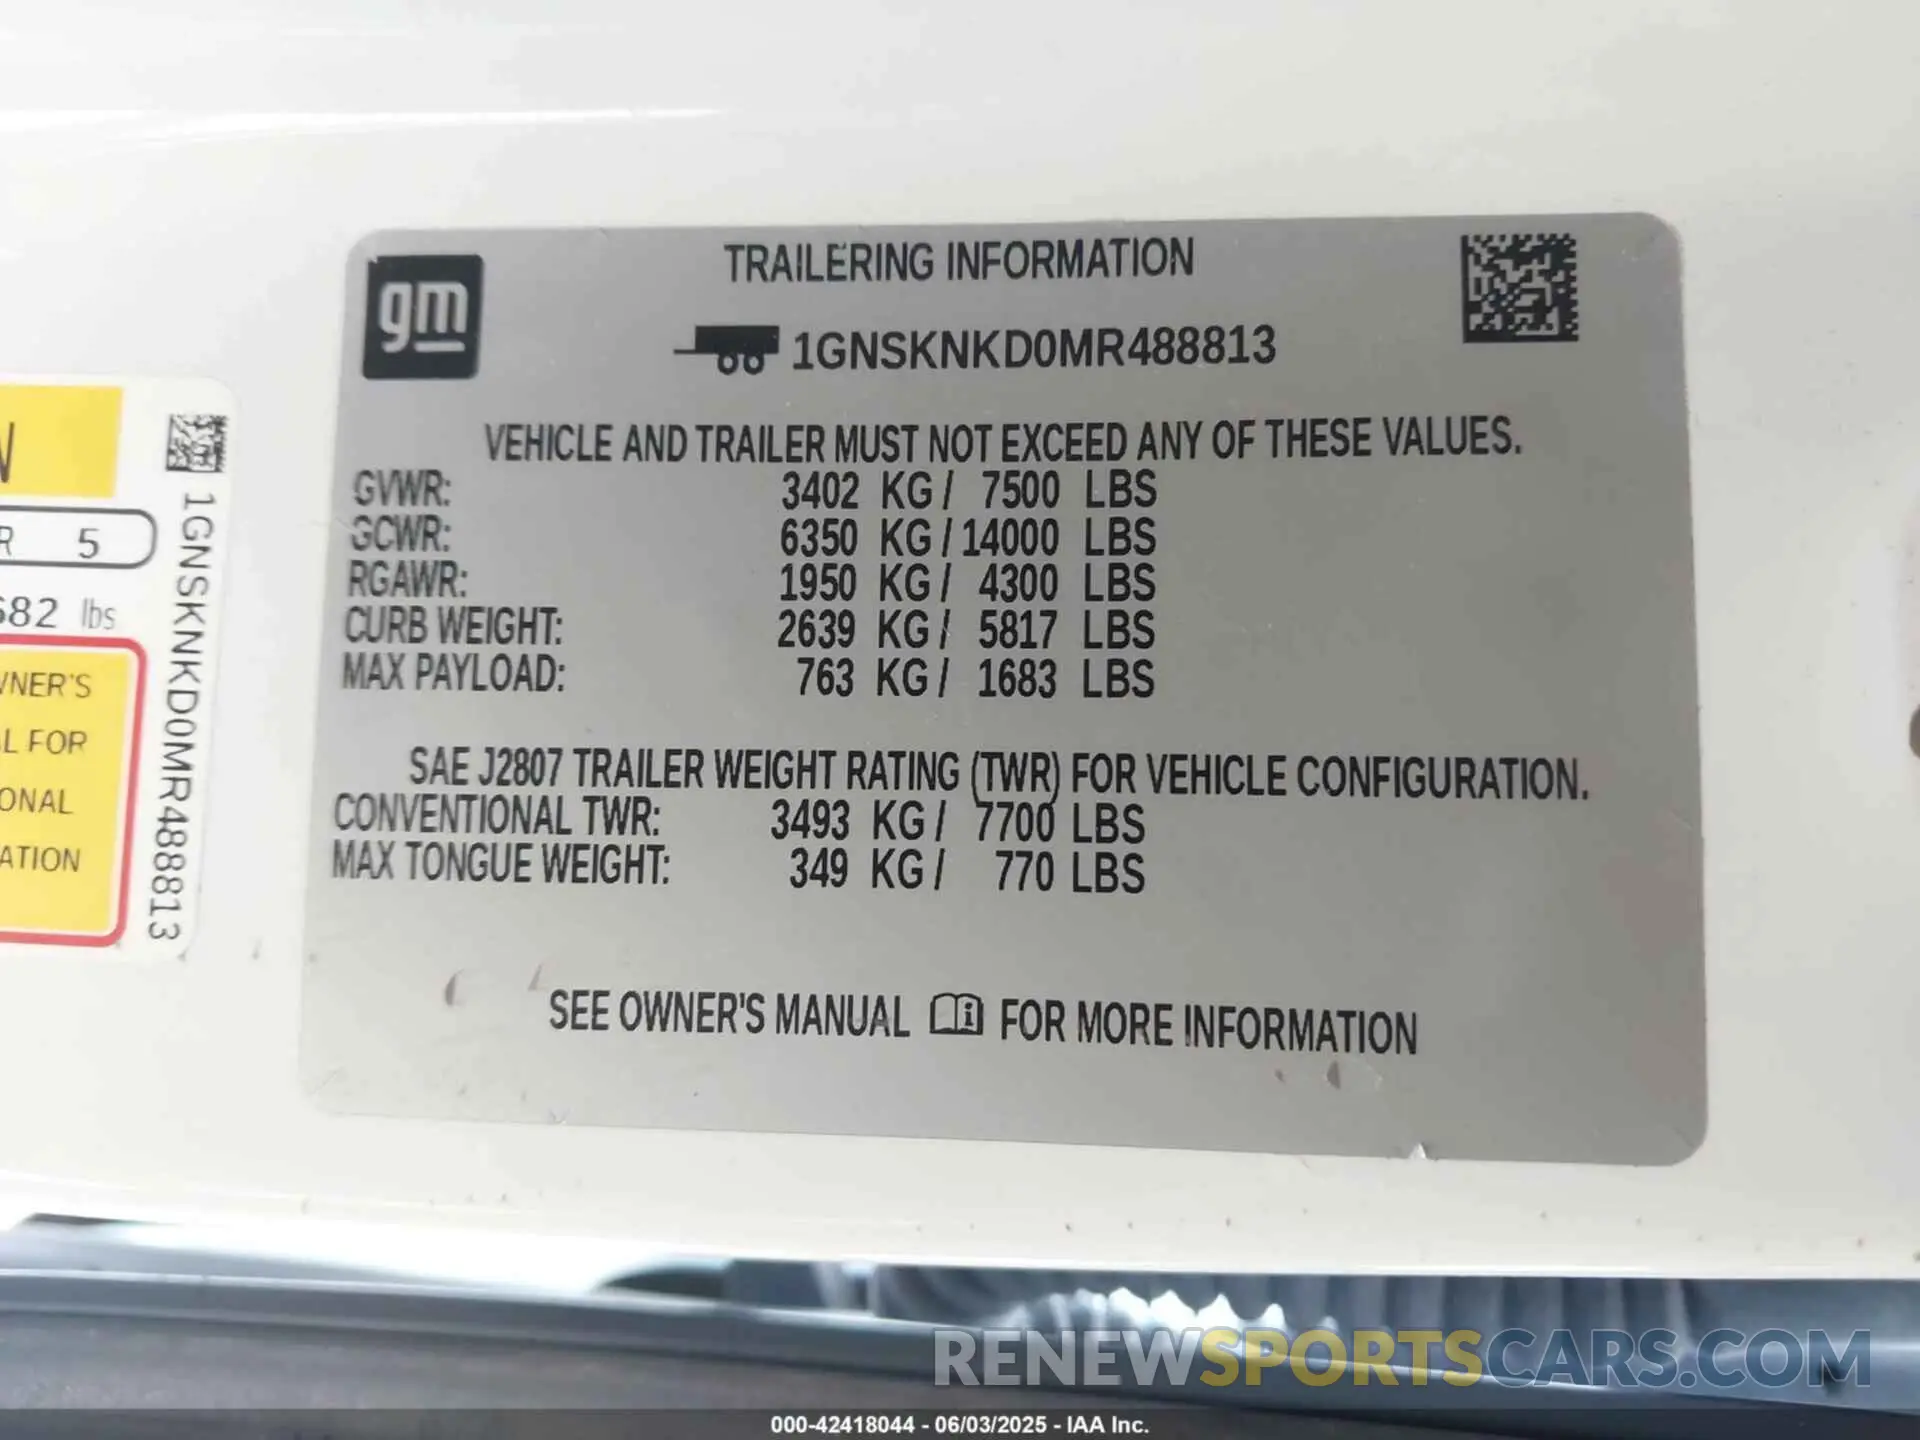 gm
TRAILERING INFORMATION
1GNSKNKD0MR488813
VEHICLE AND TRAILER MUST NOT EXCEED ANY OF THESE VALUES.
GVWR: 3402 KG / 7500 LBS
GCWR: 6350 KG / 14000 LBS
RGAWR: 1950 KG / 4300 LBS
CURB WEIGHT: 2639 KG / 5817 LBS
MAX PAYLOAD: 763 KG / 1683 LBS
SAE J2807 TRAILER WEIGHT RATING (TWR) FOR VEHICLE CONFIGURATION.
CONVENTIONAL TWR: 3493 KG / 7700 LBS
MAX TONGUE WEIGHT: 349 KG / 770 LBS
SEE OWNER'S MANUAL FOR MORE INFORMATION
N
R 5
682 lbs
WNER'S
L FOR
ONAL
ATION
1GNSKNKD0MR488813
RENEWSPORTSCARS.COM
000-42418044 - 06/03/2025 - IAA Inc.